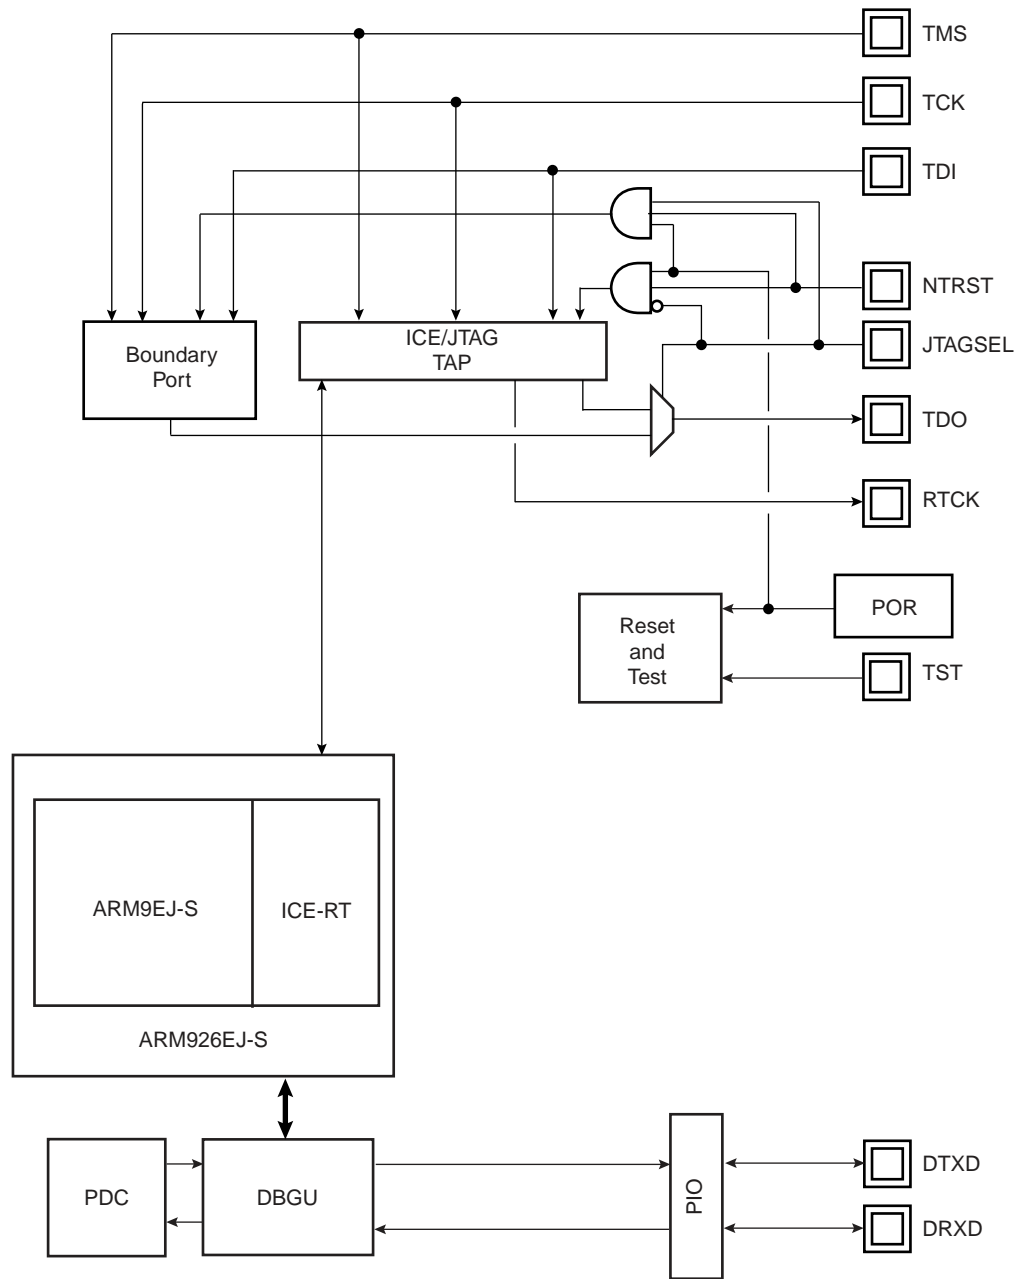 TMS
TCK
TDI
NTRST
JTAGSEL
Boundary
Port
ICE/JTAG
TAP
TDO
RTCK
POR
Reset
and
Test
TST
ARM9EJ-S
ICE-RT
ARM926EJ-S
PDC
DBGU
PIO
DTXD
DRXD